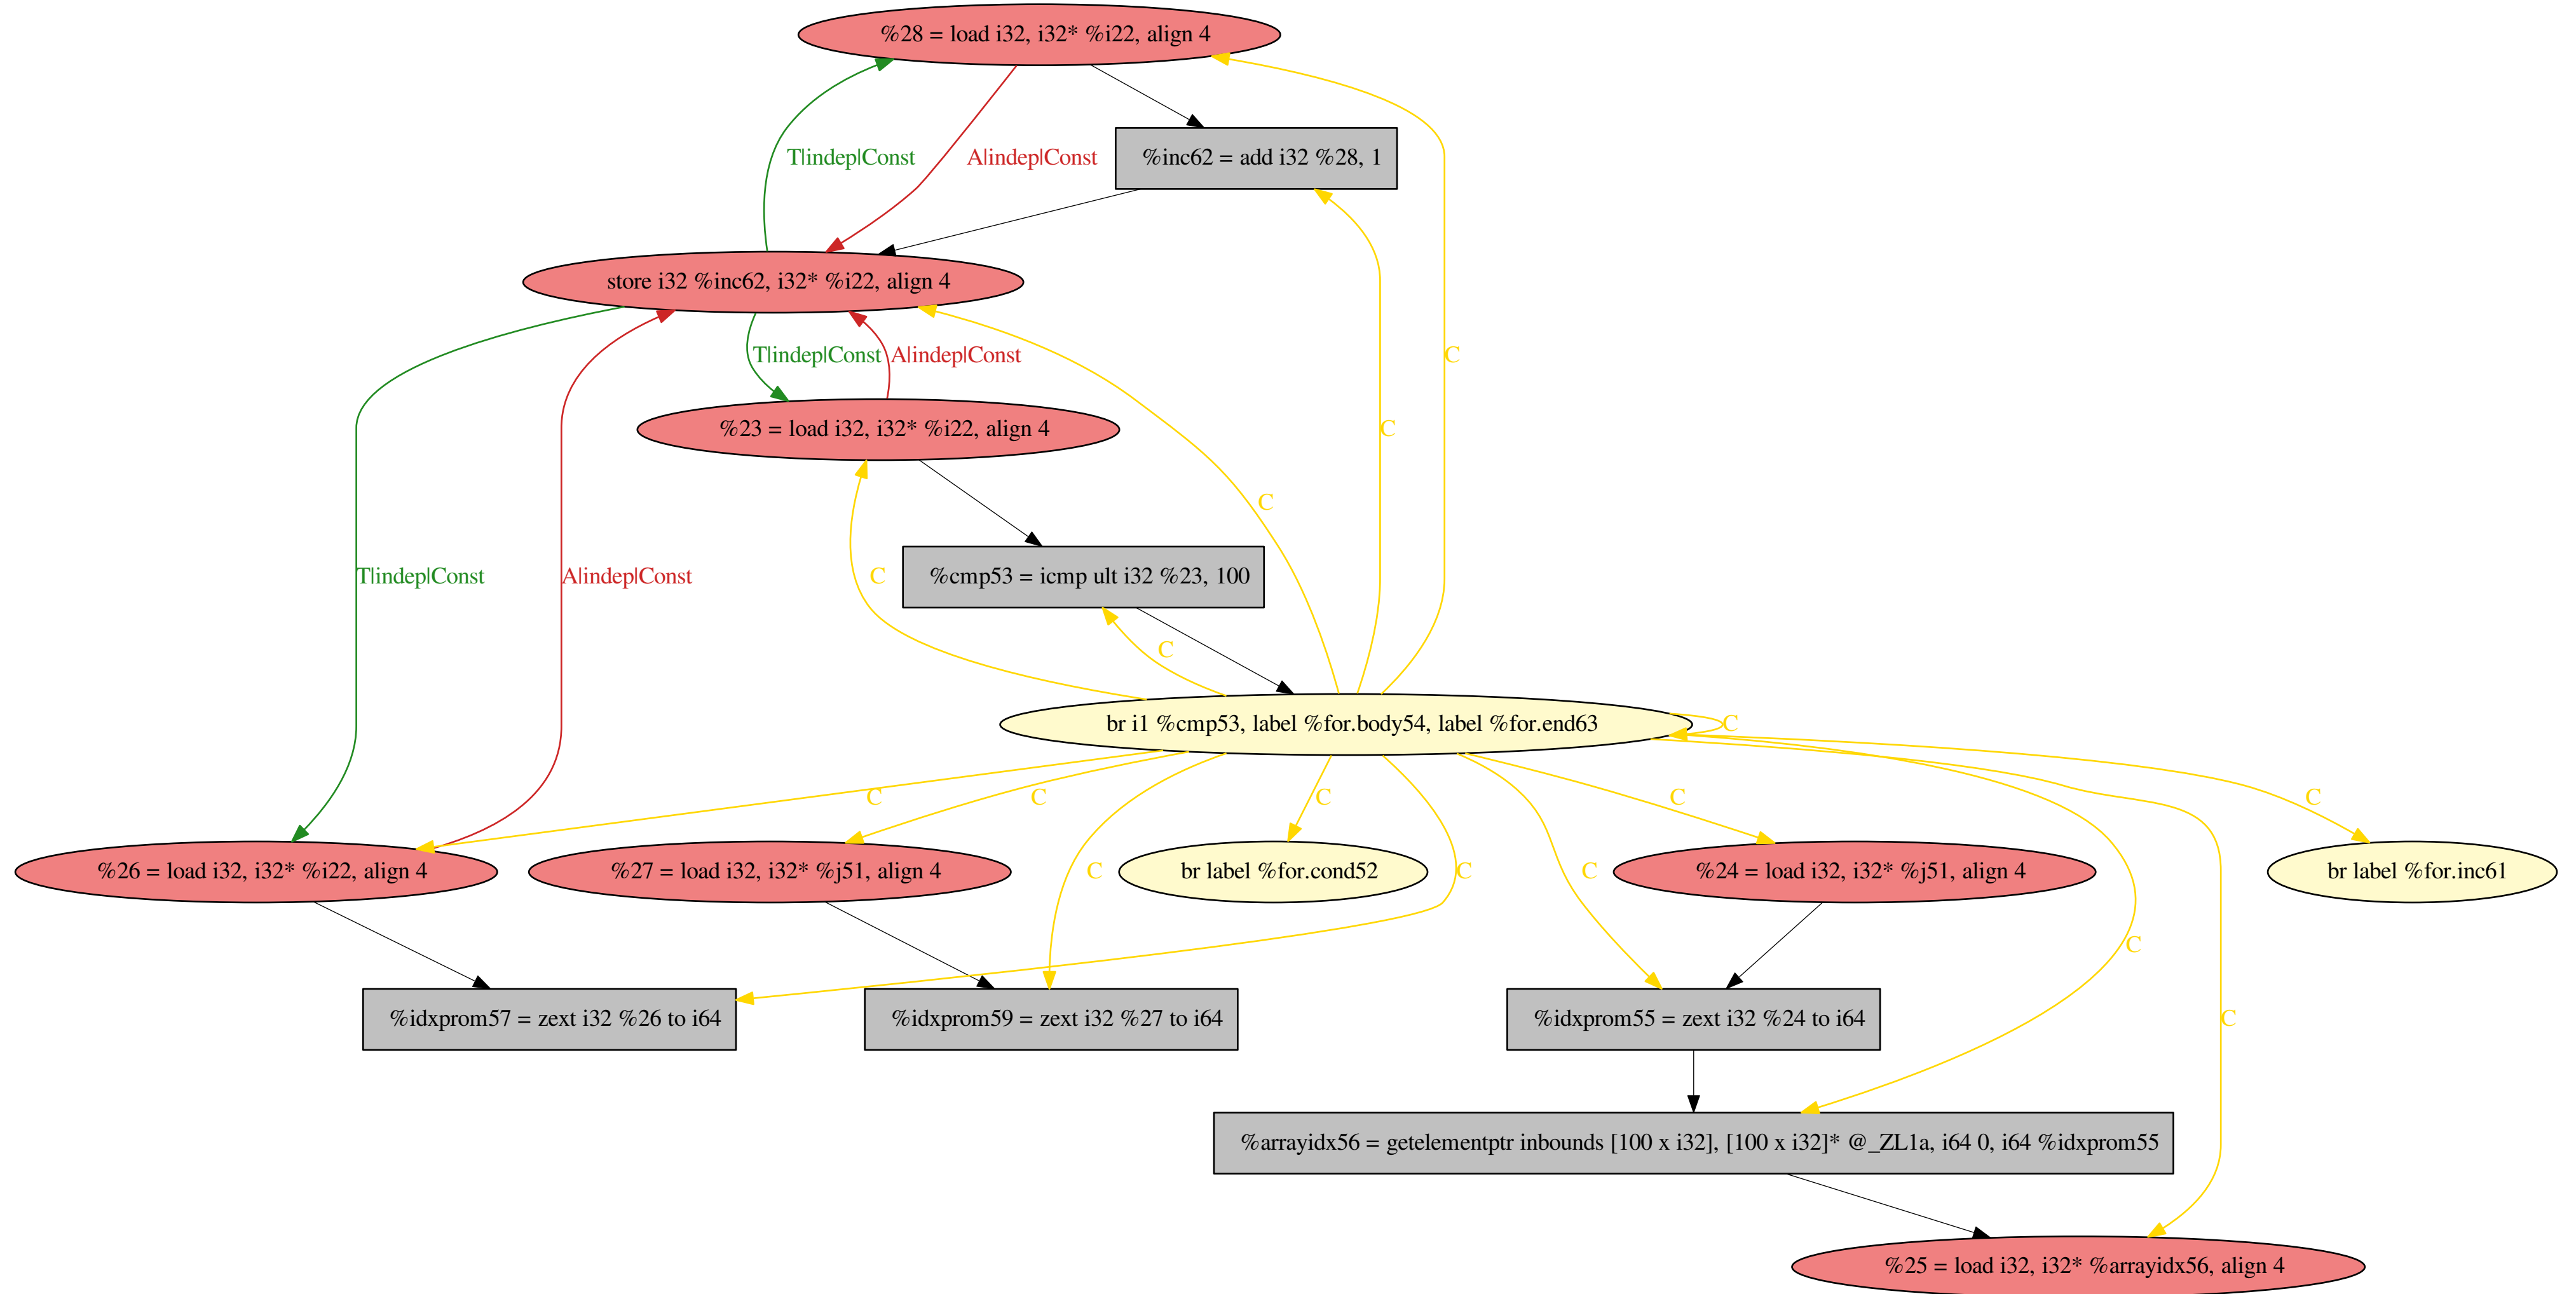 %28 = load i32, i32* %i22, align 4
T|indep|Const
A|indep|Const
%inc62 = add i32 %28, 1
store i32 %inc62, i32* %i22, align 4
T|indep|Const
A|indep|Const
C
%23 = load i32, i32* %i22, align 4
C
C
T|indep|Const
A|indep|Const
C
%cmp53 = icmp ult i32 %23, 100
C
br i1 %cmp53, label %for.body54, label %for.end63
C
C
C
C
C
C
%26 = load i32, i32* %i22, align 4
%27 = load i32, i32* %j51, align 4
C
br label %for.cond52
C
C
%24 = load i32, i32* %j51, align 4
br label %for.inc61
C
%idxprom57 = zext i32 %26 to i64
%idxprom59 = zext i32 %27 to i64
%idxprom55 = zext i32 %24 to i64
C
%arrayidx56 = getelementptr inbounds [100 x i32], [100 x i32]* @_ZL1a, i64 0, i64 %idxprom55
%25 = load i32, i32* %arrayidx56, align 4